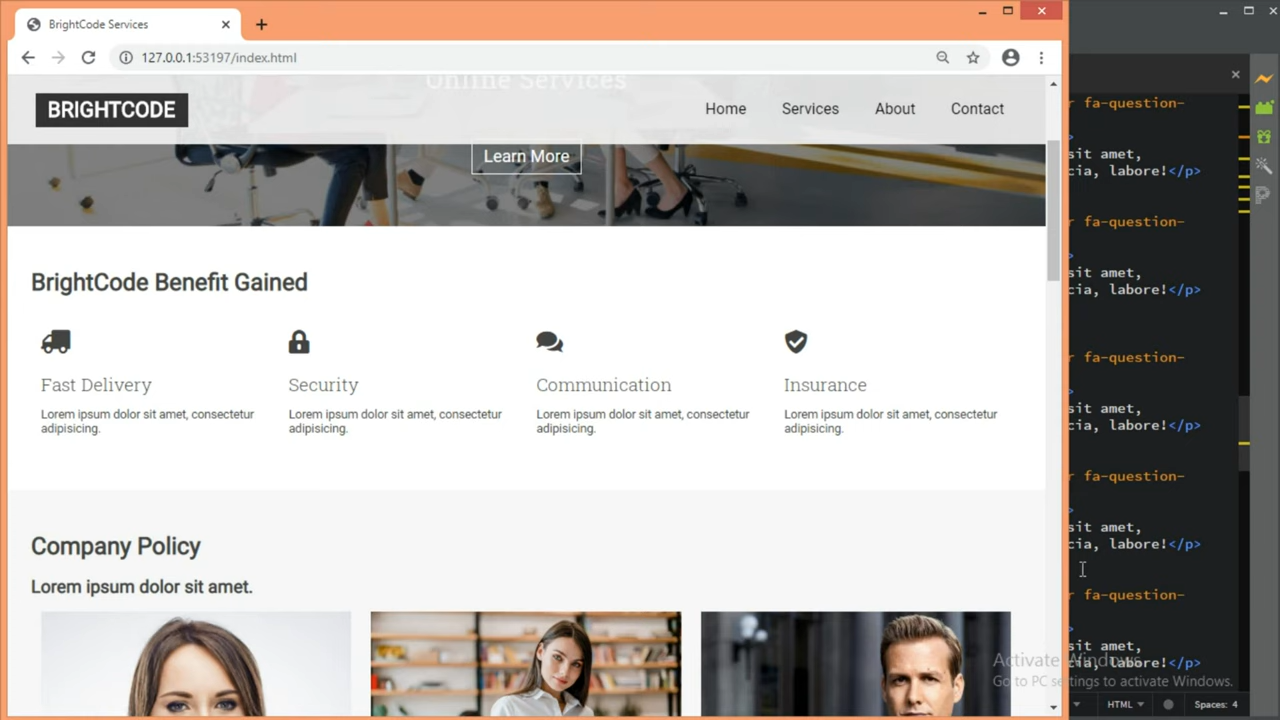 BrightCode Services
127.0.0.1:53197/index.html
Online Services
BRIGHTCODE
Home Services About Contact
Learn More
BrightCode Benefit Gained
Fast Delivery
Lorem ipsum dolor sit amet, consectetur
adipisicing.
Security
Lorem ipsum dolor sit amet, consectetur
adipisicing.
Communication
Lorem ipsum dolor sit amet, consectetur
adipisicing.
Insurance
Lorem ipsum dolor sit amet, consectetur
adipisicing.
Company Policy
Lorem ipsum dolor sit amet.
r fa-question-
>
sit amet,
cia, labore!</p>
r fa-question-
>
sit amet,
cia, labore!</p>
r fa-question-
>
sit amet,
cia, labore!</p>
r fa-question-
>
sit amet,
cia, labore!</p>
r fa-question-
>
sit amet,
cia, labore!</p>
Activate Windows
Go to PC settings to activate Windows.
HTML Spaces: 4